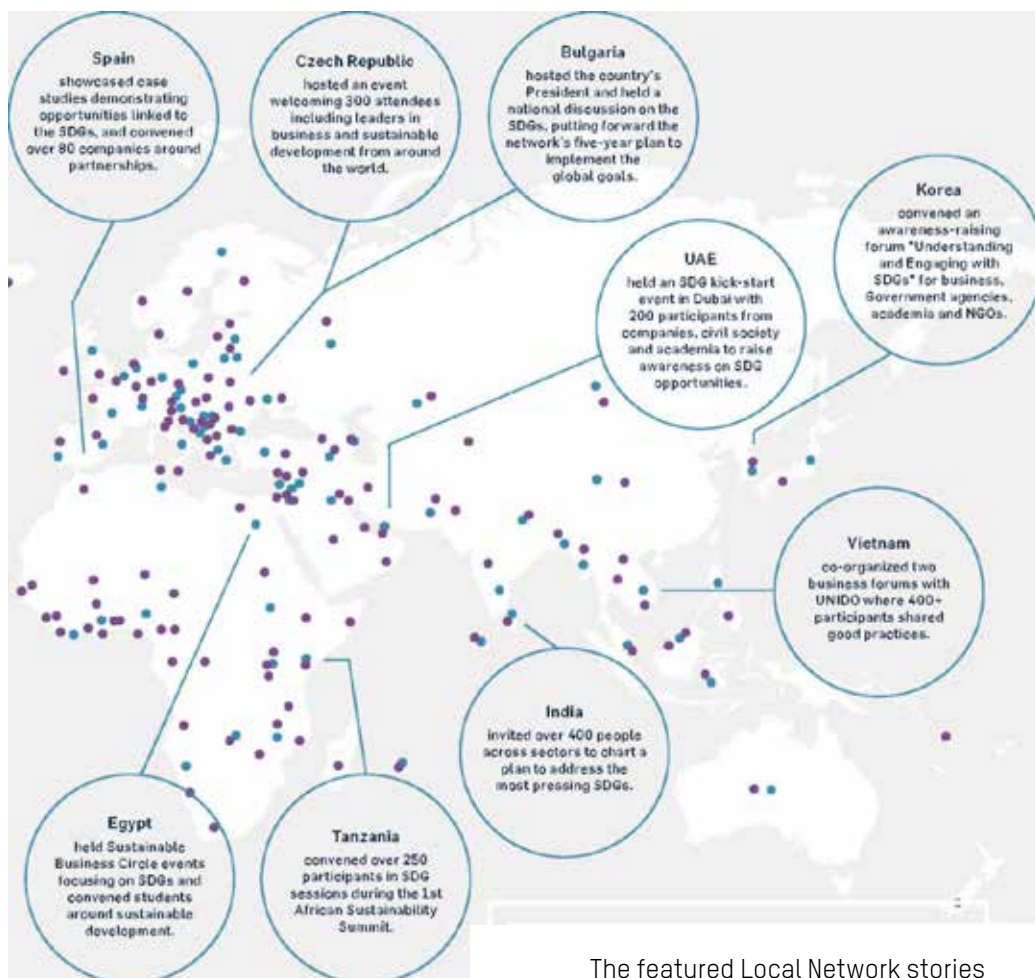 Spain
showcased case
studies demonstrating
opportunities linked to
the SDGs, and convened
over 80 companies around
partnerships.
Czech Republic
hosted an event
welcoming 300 attendees
including leaders in
business and sustainable
development from around
the world.
Bulgaria
hosted the country's
President and held a
national discussion on the
SDGs, putting forward the
network's five-year plan to
implement the
global goals.
Korea
convened an
awareness-raising
forum "Understanding
and Engaging with
SDGs" for business,
Government agencies,
academia and NGOs.
UAE
held an SDG kick-start
event in Dubai with
200 participants from
companies, civil society
and academia to raise
awareness on SDG
opportunities.
Vietnam
co-organized two
business forums with
UNIDO where 400+
participants shared
good practices.
India
invited over 400 people
across sectors to chart a
plan to address the
most pressing SDGs.
Egypt
held Sustainable
Business Circle events
focusing on SDGs and
convened students
around sustainable
development.
Tanzania
convened over 250
participants in SDG
sessions during the 1st
African Sustainability
Summit.
The featured Local Network stories